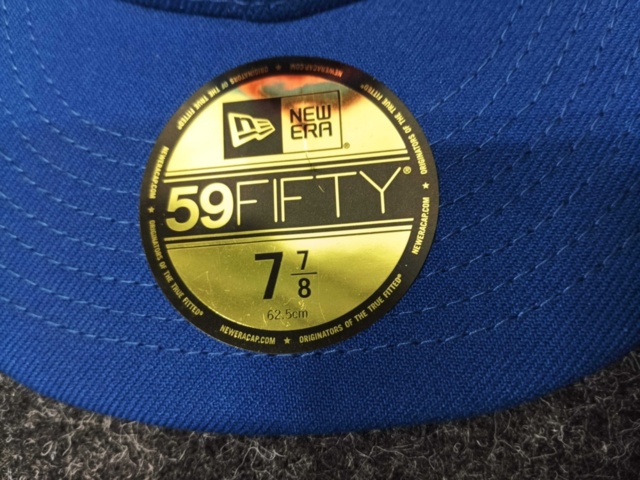 NEW
ERA®
59FIFTY®
7 7/8
62.5cm
NEWERACAP.COM ★ ORIGINATORS OF THE TRUE FITTED®
NEWERACAP.COM ★ ORIGINATORS OF THE TRUE FITTED®
NEWERACAP.COM ★ ORIGINATORS OF THE TRUE FITTED®